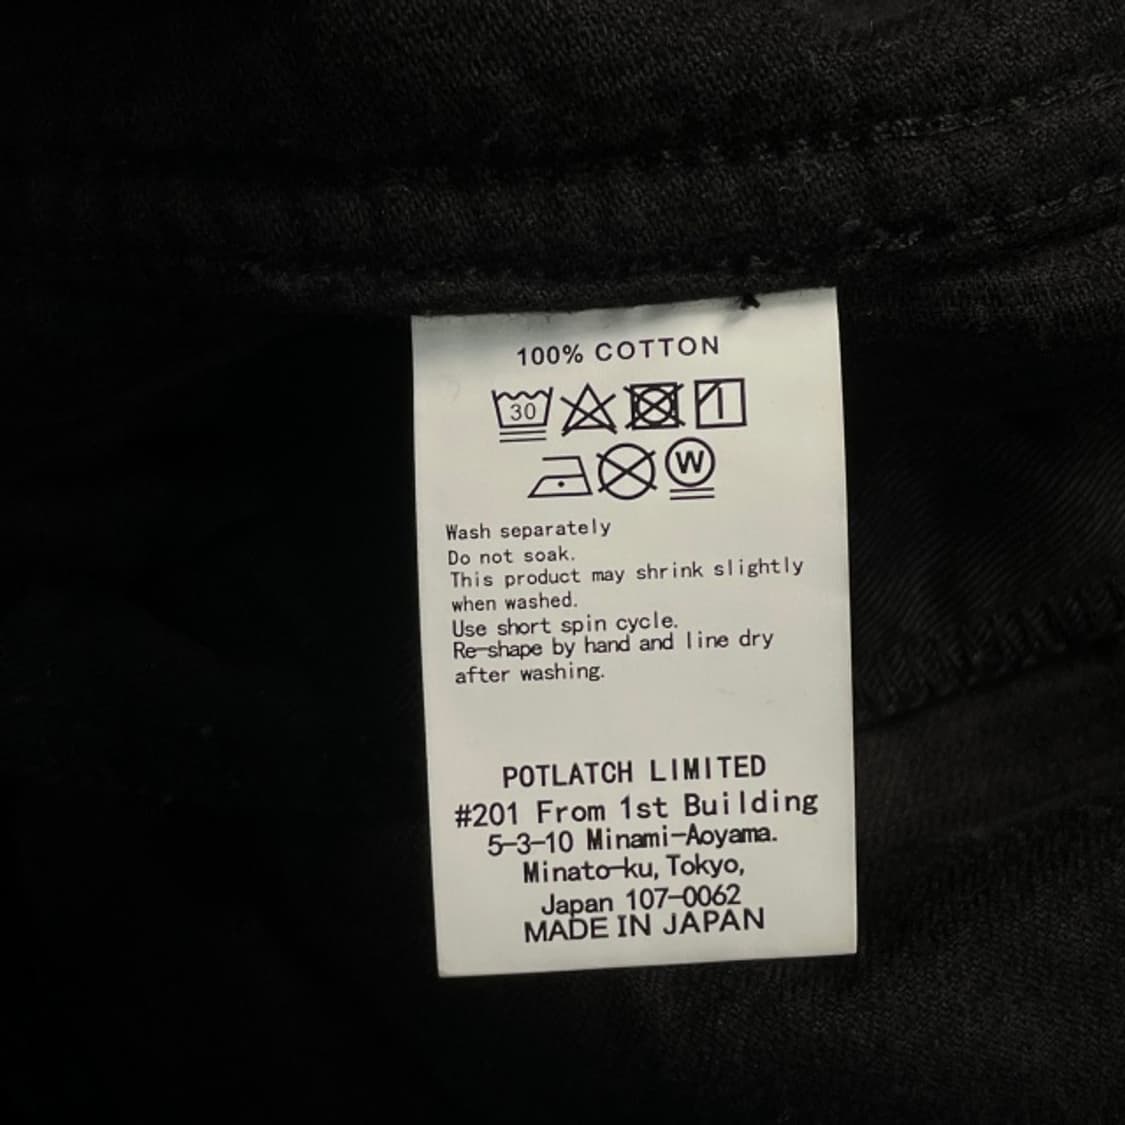 100% COTTON
30
W
Wash separately
Do not soak.
This product may shrink slightly
when washed.
Use short spin cycle.
Re-shape by hand and line dry
after washing.
POTLATCH LIMITED
#201 From 1st Building
5-3-10 Minami-Aoyama.
Minato-ku, Tokyo,
Japan 107-0062
MADE IN JAPAN